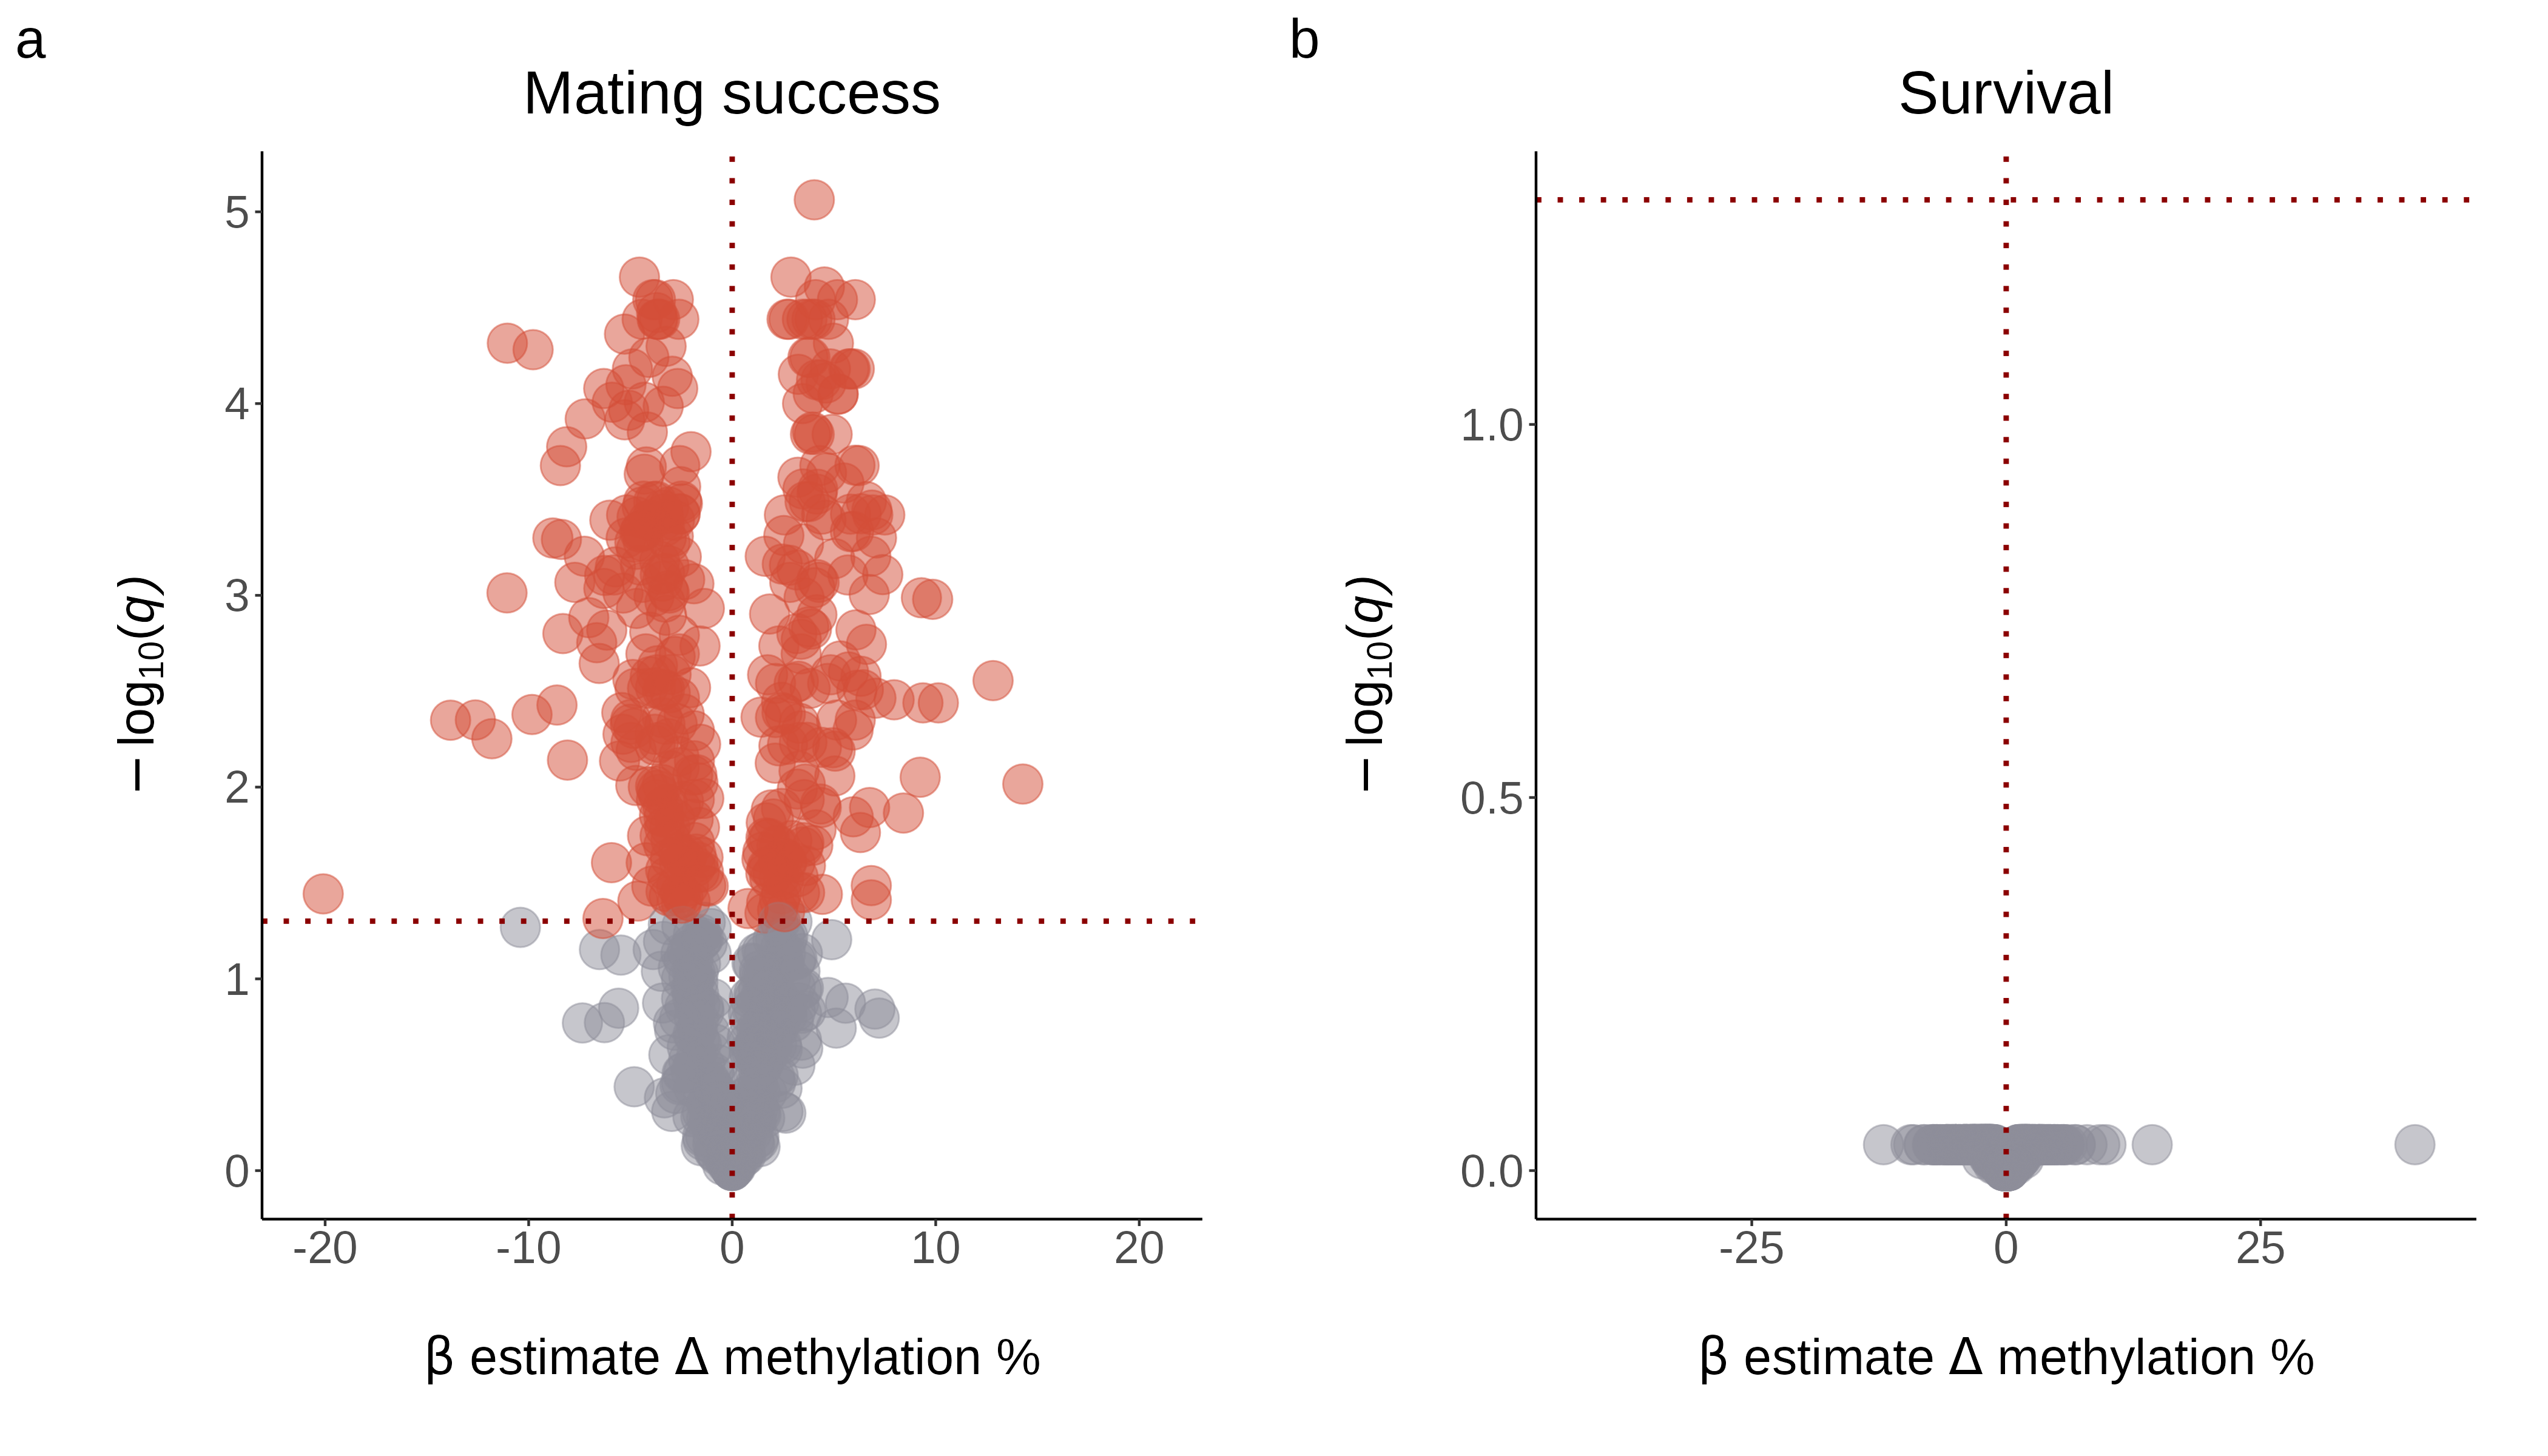 a
Mating success
− log10(q)
5
4
3
2
1
0
-20 -10 0 10 20
β estimate Δ methylation %
b
Survival
− log10(q)
1.0
0.5
0.0
-25 0 25
β estimate Δ methylation %